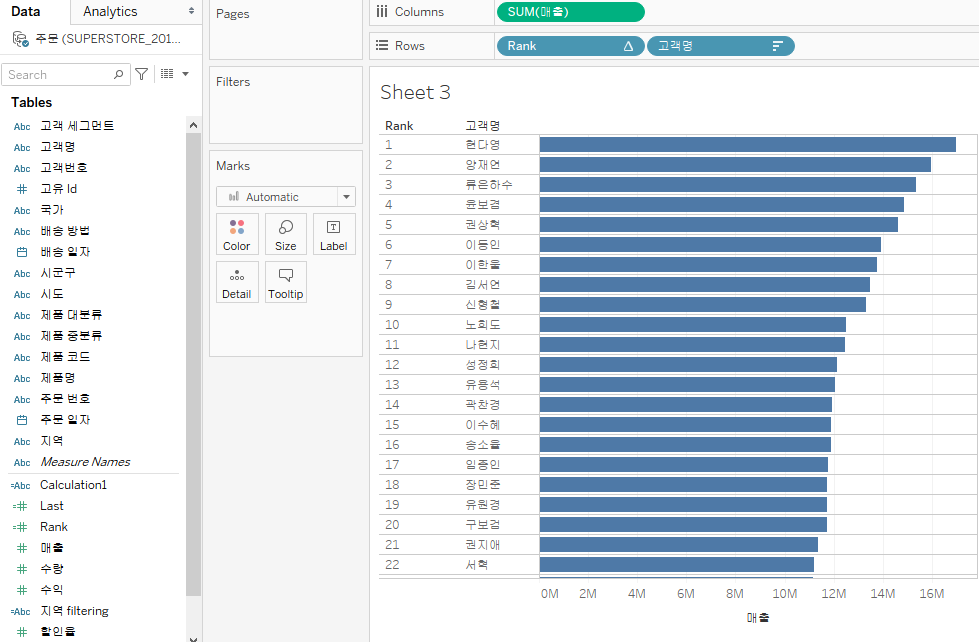 Data
Analytics
주문 (SUPERSTORE_201...
Search
Tables
Abc 고객 세그먼트
Abc 고객명
Abc 고객번호
# 고유 Id
Abc 국가
Abc 배송 방법
배송 일자
Abc 시군구
Abc 시도
Abc 제품 대분류
Abc 제품 중분류
Abc 제품 코드
Abc 제품명
Abc 주문 번호
주문 일자
Abc 지역
Abc Measure Names
=Abc Calculation1
=# Last
=# Rank
# 매출
# 수량
# 수익
=Abc 지역 filtering
# 할인율
Pages
Filters
Marks
Automatic
Color Size Label
Detail Tooltip
Columns SUM(매출)
Rows Rank Δ 고객명
Sheet 3
Rank 고객명
1 현다영
2 양재연
3 류은하수
4 윤보검
5 권상혁
6 이동인
7 이한울
8 김서연
9 신형철
10 노희도
11 나현지
12 성정희
13 유용석
14 곽찬경
15 이수혜
16 송소율
17 임종인
18 장민준
19 유원경
20 구보검
21 권지애
22 서혁
0M 2M 4M 6M 8M 10M 12M 14M 16M
매출